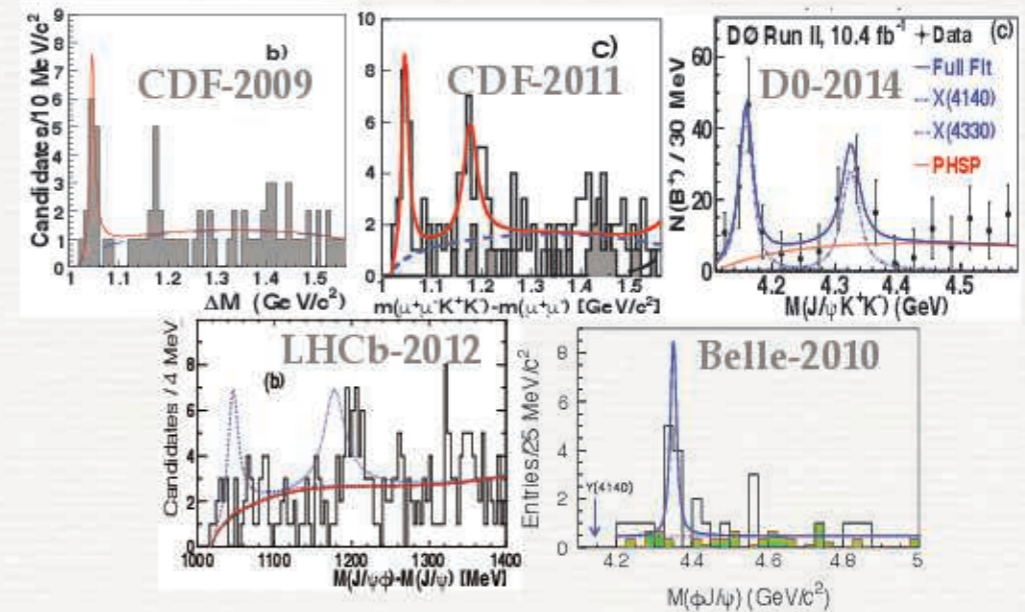 b)
CDF-2009
Candidates/10 MeV/c²
9
8
7
6
5
4
3
2
1
0
1 1.1 1.2 1.3 1.4 1.5
ΔM (GeV/c²)
c)
CDF-2011
10
8
6
4
2
0
1 1.1 1.2 1.3 1.4 1.5
m(μ⁺μ⁻K⁺K⁻)-m(μ⁺μ⁻) [GeV/c²]
DØ Run II, 10.4 fb⁻¹
(c)
D0-2014
Data
Full Fit
X(4140)
X(4330)
PHSP
N(B⁺) / 30 MeV
60
40
20
0
4.2 4.3 4.4 4.5
M(J/ψK⁺K⁻) (GeV)
LHCb-2012
(b)
Candidates / 4 MeV
8
6
4
2
0
1000 1100 1200 1300 1400
M(J/ψφ)-M(J/ψ) [MeV]
Belle-2010
Entries/25 MeV/c²
8
6
4
2
0
Y(4140)
4.2 4.4 4.6 4.8 5
M(φJ/ψ) (GeV/c²)